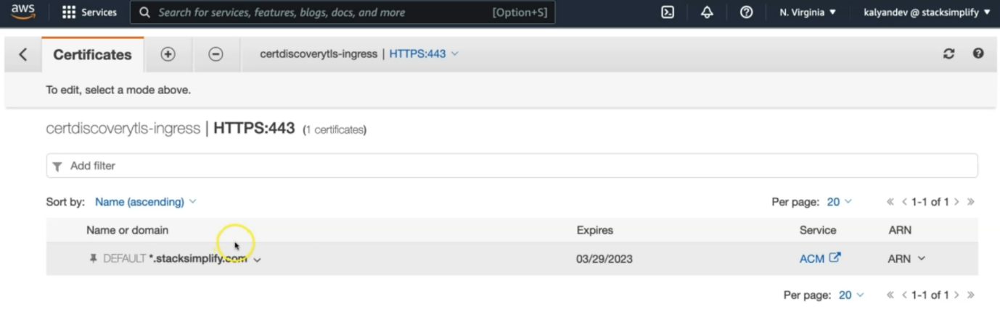 aws Services Search for services, features, blogs, docs, and more [Option+S] N. Virginia ▼ kalyandev @ stacksimplify ▼
Certificates certdiscoverytls-ingress | HTTPS:443
To edit, select a mode above.
certdiscoverytls-ingress | HTTPS:443 (1 certificates)
Add filter
Sort by: Name (ascending) Per page: 20 « < 1-1 of 1 > »
Name or domain Expires Service ARN
DEFAULT *.stacksimplify.com 03/29/2023 ACM ARN
Per page: 20 « < 1-1 of 1 > »